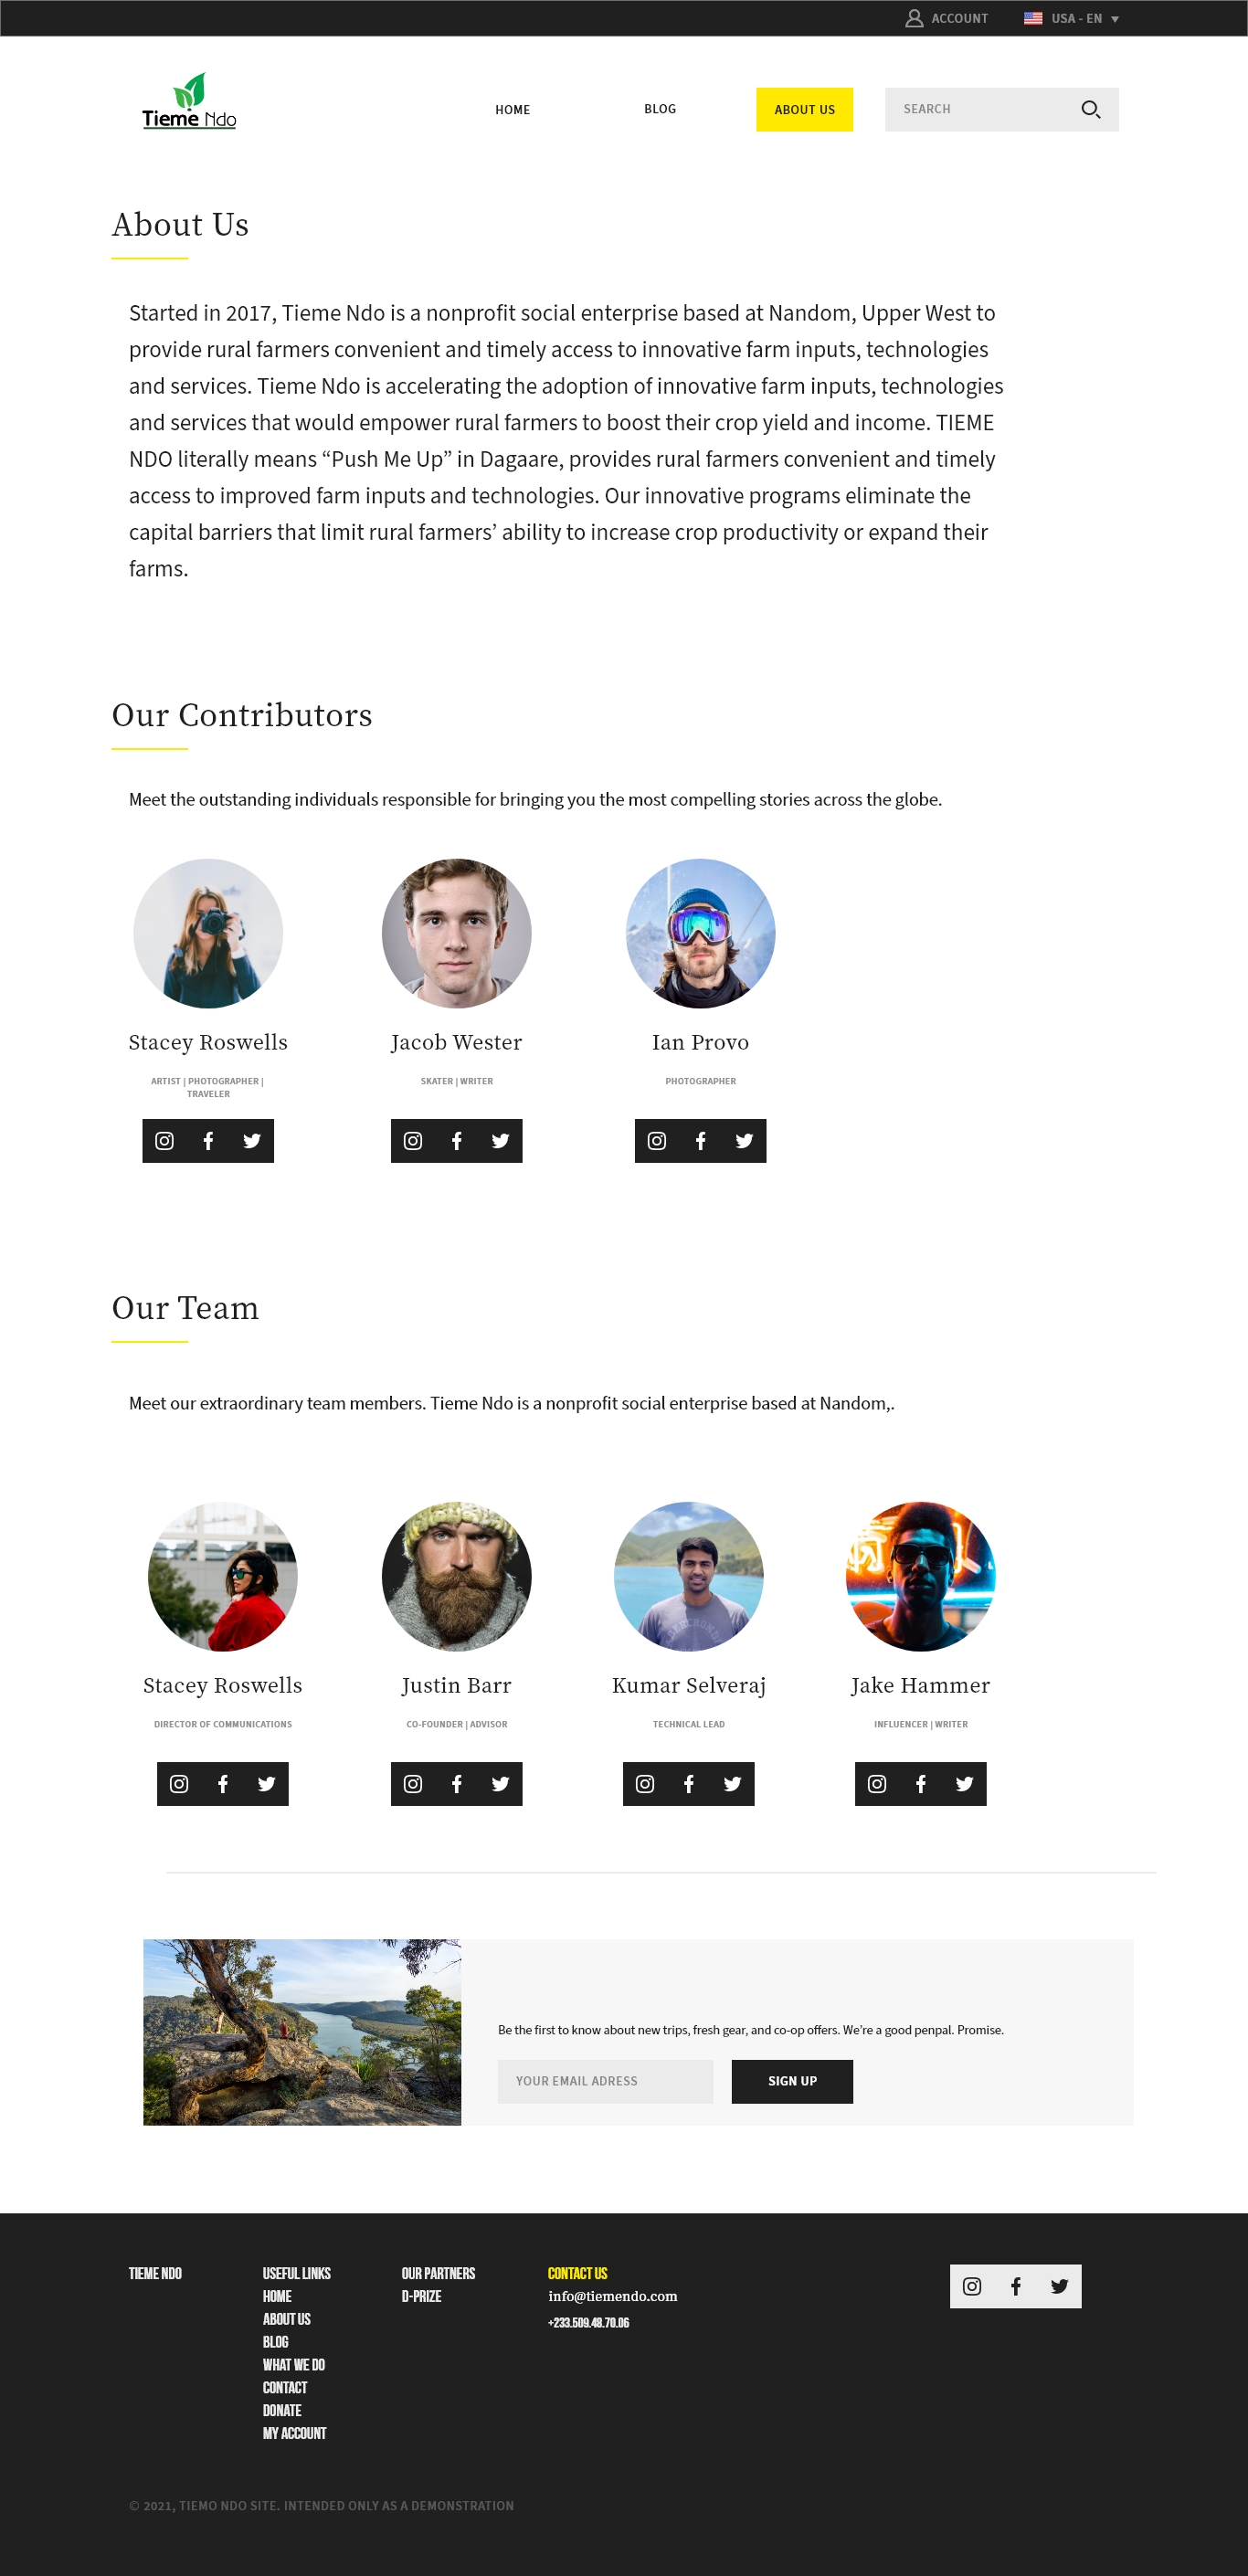 ACCOUNT
USA - EN
Tieme Ndo
HOME
BLOG
ABOUT US
SEARCH
About Us
Started in 2017, Tieme Ndo is a nonprofit social enterprise based at Nandom, Upper West to
provide rural farmers convenient and timely access to innovative farm inputs, technologies
and services. Tieme Ndo is accelerating the adoption of innovative farm inputs, technologies
and services that would empower rural farmers to boost their crop yield and income. TIEME
NDO literally means “Push Me Up” in Dagaare, provides rural farmers convenient and timely
access to improved farm inputs and technologies. Our innovative programs eliminate the
capital barriers that limit rural farmers’ ability to increase crop productivity or expand their
farms.
Our Contributors
Meet the outstanding individuals responsible for bringing you the most compelling stories across the globe.
Stacey Roswells
ARTIST | PHOTOGRAPHER |
TRAVELER
Jacob Wester
SKATER | WRITER
Ian Provo
PHOTOGRAPHER
Our Team
Meet our extraordinary team members. Tieme Ndo is a nonprofit social enterprise based at Nandom,.
Stacey Roswells
DIRECTOR OF COMMUNICATIONS
Justin Barr
CO-FOUNDER | ADVISOR
Kumar Selveraj
TECHNICAL LEAD
Jake Hammer
INFLUENCER | WRITER
Be the first to know about new trips, fresh gear, and co-op offers. We’re a good penpal. Promise.
YOUR EMAIL ADRESS
SIGN UP
TIEME NDO
USEFUL LINKS
HOME
ABOUT US
BLOG
WHAT WE DO
CONTACT
DONATE
MY ACCOUNT
OUR PARTNERS
D-PRIZE
CONTACT US
info@tiemendo.com
+233.509.48.70.06
© 2021, TIEMO NDO SITE. INTENDED ONLY AS A DEMONSTRATION